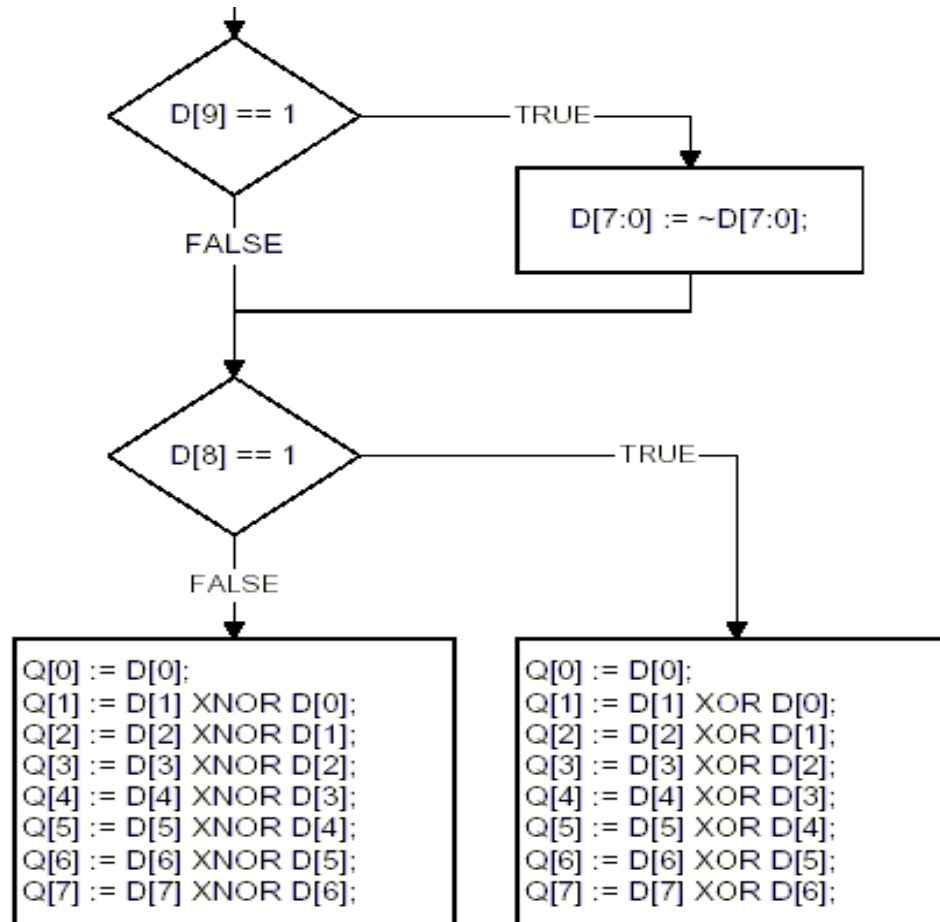 D[9] == 1
TRUE
D[7:0] := ~D[7:0];
FALSE
D[8] == 1
TRUE
FALSE
Q[0] := D[0];
Q[1] := D[1] XNOR D[0];
Q[2] := D[2] XNOR D[1];
Q[3] := D[3] XNOR D[2];
Q[4] := D[4] XNOR D[3];
Q[5] := D[5] XNOR D[4];
Q[6] := D[6] XNOR D[5];
Q[7] := D[7] XNOR D[6];
Q[0] := D[0];
Q[1] := D[1] XOR D[0];
Q[2] := D[2] XOR D[1];
Q[3] := D[3] XOR D[2];
Q[4] := D[4] XOR D[3];
Q[5] := D[5] XOR D[4];
Q[6] := D[6] XOR D[5];
Q[7] := D[7] XOR D[6];